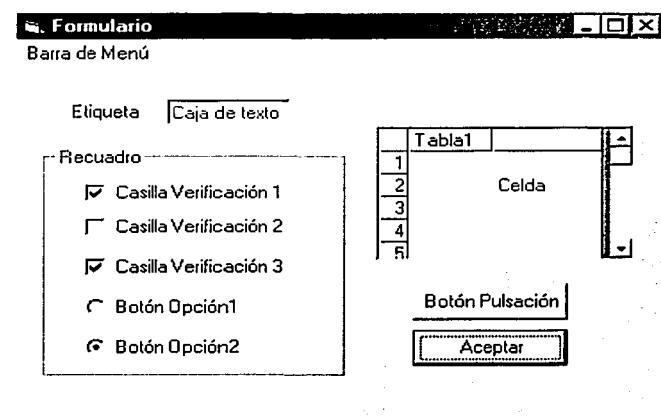 Formulario
Barra de Menú
Etiqueta
Caja de texto
Recuadro
Casilla Verificación 1
Casilla Verificación 2
Casilla Verificación 3
Botón Opción1
Botón Opción2
Tabla1
1
2 Celda
3
4
5
Botón Pulsación
Aceptar